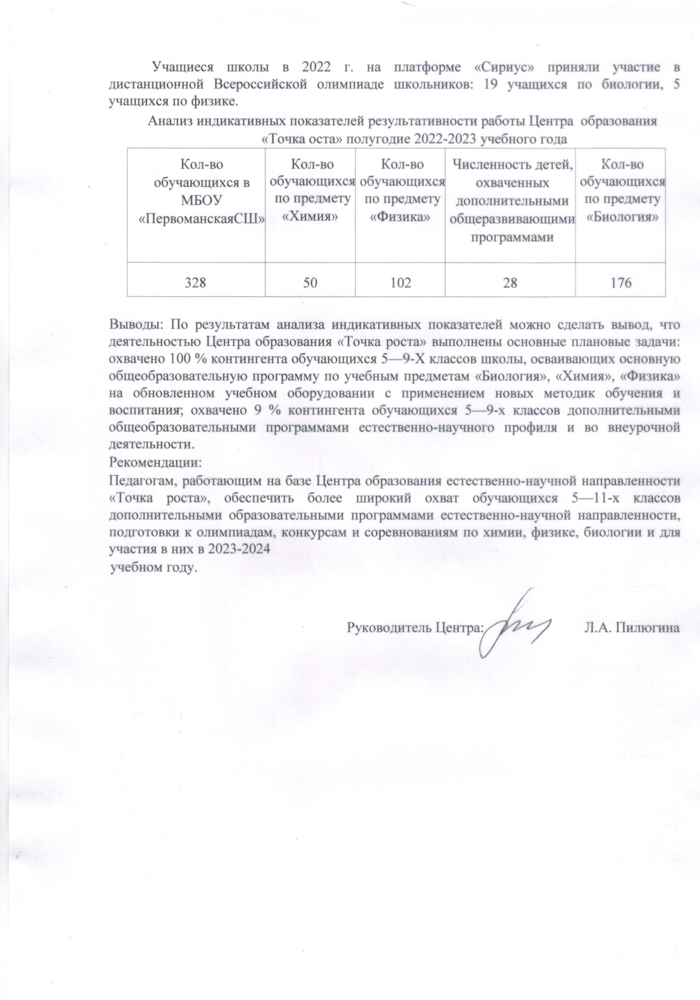 Учащиеся школы в 2022 г. на платформе «Сириус» приняли участие в
дистанционной Всероссийской олимпиаде школьников: 19 учащихся по биологии, 5
учащихся по физике.
Анализ индикативных показателей результативности работы Центра образования
«Точка оста» полугодие 2022-2023 учебного года
Кол-во
обучающихся в
МБОУ
«ПервоманскаяСШ»
Кол-во
обучающихся
по предмету
«Химия»
Кол-во
обучающихся
по предмету
«Физика»
Численность детей,
охваченных
дополнительными
общеразвивающими
программами
Кол-во
обучающихся
по предмету
«Биология»
328
50
102
28
176
Выводы: По результатам анализа индикативных показателей можно сделать вывод, что
деятельностью Центра образования «Точка роста» выполнены основные плановые задачи:
охвачено 100 % контингента обучающихся 5—9-Х классов школы, осваивающих основную
общеобразовательную программу по учебным предметам «Биология», «Химия», «Физика»
на обновленном учебном оборудовании с применением новых методик обучения и
воспитания; охвачено 9 % контингента обучающихся 5—9-х классов дополнительными
общеобразовательными программами естественно-научного профиля и во внеурочной
деятельности.
Рекомендации:
Педагогам, работающим на базе Центра образования естественно-научной направленности
«Точка роста», обеспечить более широкий охват обучающихся 5—11-х классов
дополнительными образовательными программами естественно-научной направленности,
подготовки к олимпиадам, конкурсам и соревнованиям по химии, физике, биологии и для
участия в них в 2023-2024
учебном году.
Руководитель Центра: Л.А. Пилюгина